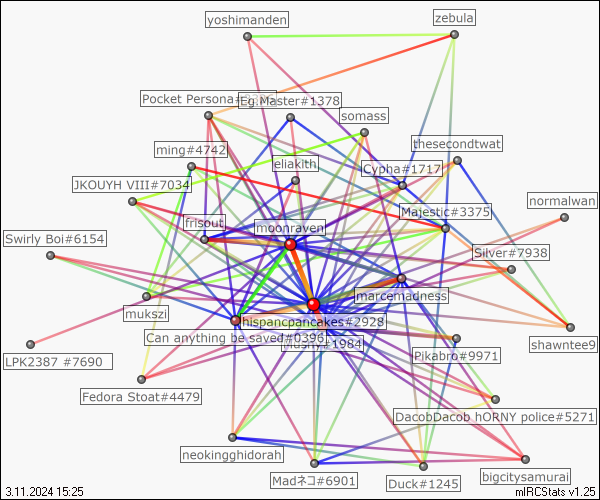 yoshimanden
zebula
Pocket Persona#
Eg.Master#1378
somass
ming#4742
thesecondtwat
eliakith
Cypha#1717
JKOUYH VIII#7034
normalwan
Majestic#3375
frisout
moonraven
Swirly Boi#6154
Silver#7938
marcemadness
mukszi
hispancpancakes#2928
Can anything be saved#0396
#1984
shawntee9
Pikabro#9971
LPK2387 #7690
Fedora Stoat#4479
DacobDacob hORNY police#5271
neokingghidorah
Madネコ#6901
bigcitysamurai
Duck#1245
3.11.2024 15:25
mIRCStats v1.25